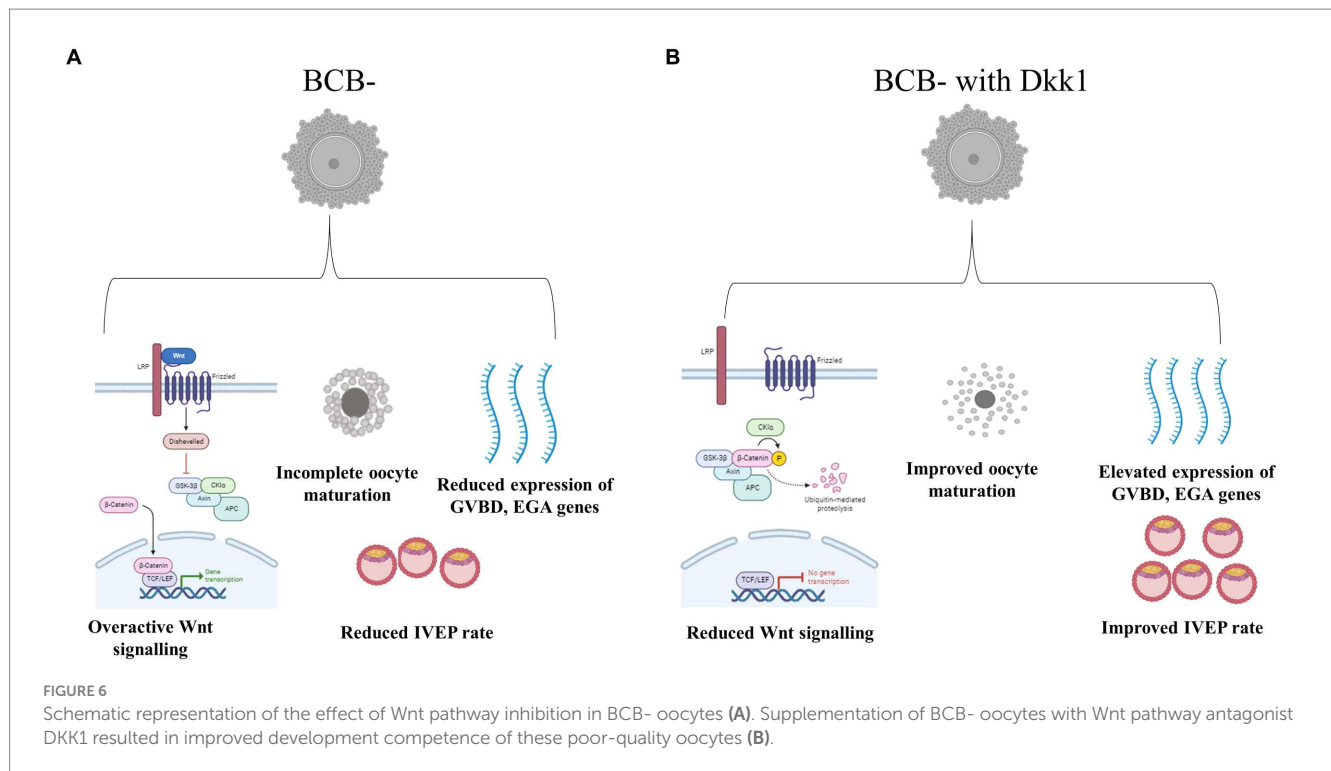 A
BCB-
LRP
Wnt
Frizzled
Dishevelled
GSK-3β
CKIα
Axin
APC
β-Catenin
β-Catenin
TCF/LEF
Gene
transcription
Overactive Wnt
signalling
Incomplete oocyte
maturation
Reduced expression of
GVBD, EGA genes
Reduced IVEP rate
B
BCB- with Dkk1
LRP
Frizzled
CKIα
GSK-3β
β-Catenin
P
Axin
APC
Ubiquitin-mediated
proteolysis
No gene
transcription
TCF/LEF
Reduced Wnt signalling
Improved oocyte
maturation
Elevated expression of
GVBD, EGA genes
Improved IVEP rate
FIGURE 6
Schematic representation of the effect of Wnt pathway inhibition in BCB- oocytes (A). Supplementation of BCB- oocytes with Wnt pathway antagonist
DKK1 resulted in improved development competence of these poor-quality oocytes (B).